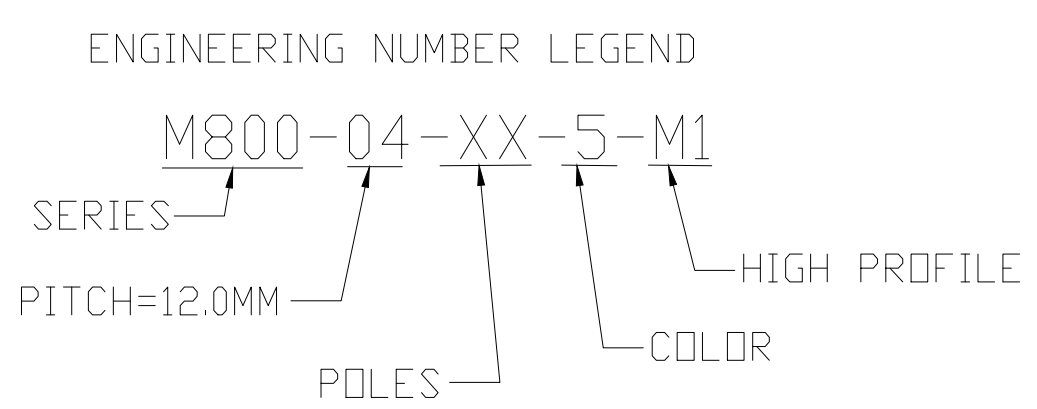 ENGINEERING NUMBER LEGEND
M800-04-XX-5-M1
SERIES
HIGH PROFILE
PITCH=12.0MM
COLOR
POLES